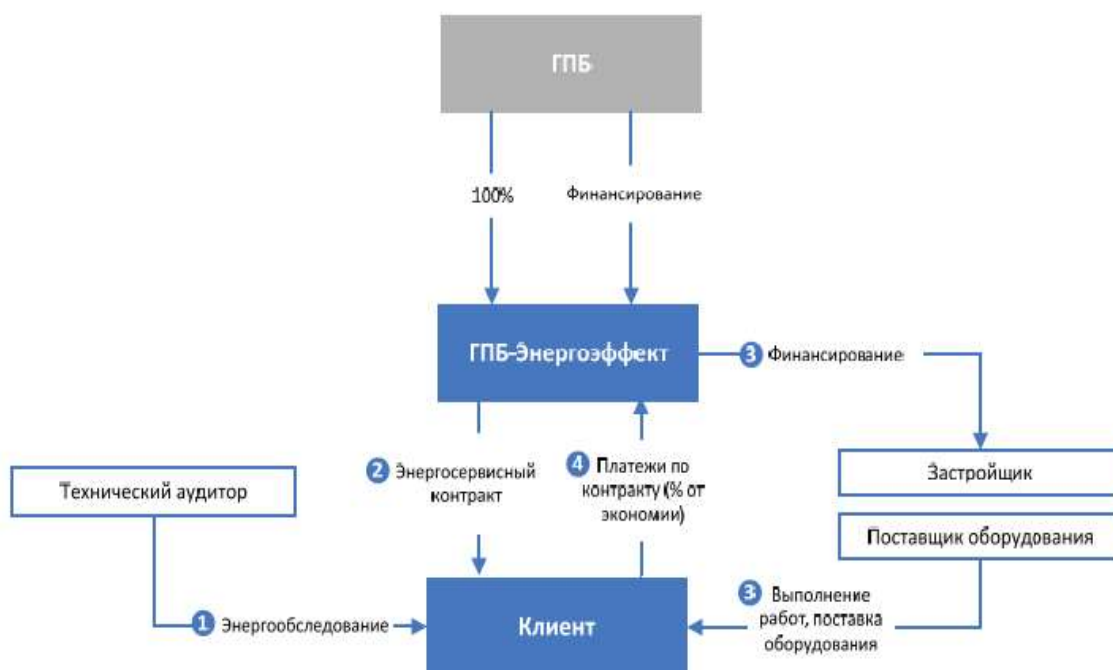 ГПБ
100%
Финансирование
ГПБ-Энергоэффект
3 Финансирование
2 Энергосервисный
контракт
4 Платежи по
контракту (% от
экономии)
Технический аудитор
Застройщик
Поставщик оборудования
1 Энергообследование
Клиент
3 Выполнение
работ, поставка
оборудования